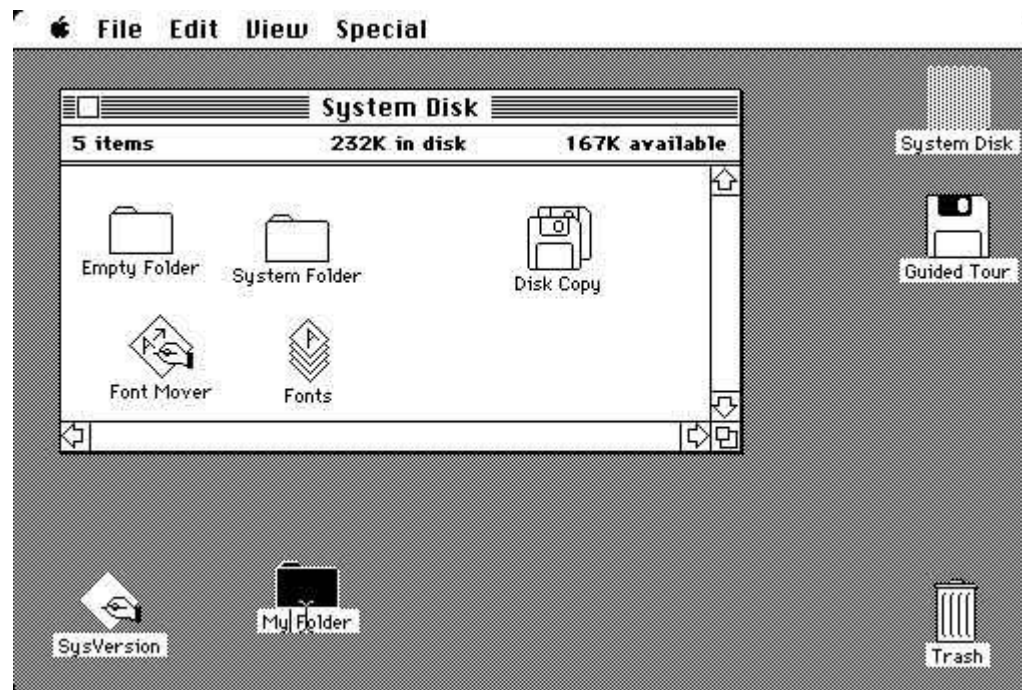 File Edit View Special
System Disk
5 items 232K in disk 167K available
System Disk
Empty Folder System Folder Disk Copy
Guided Tour
Font Mover Fonts
SysVersion My Folder Trash